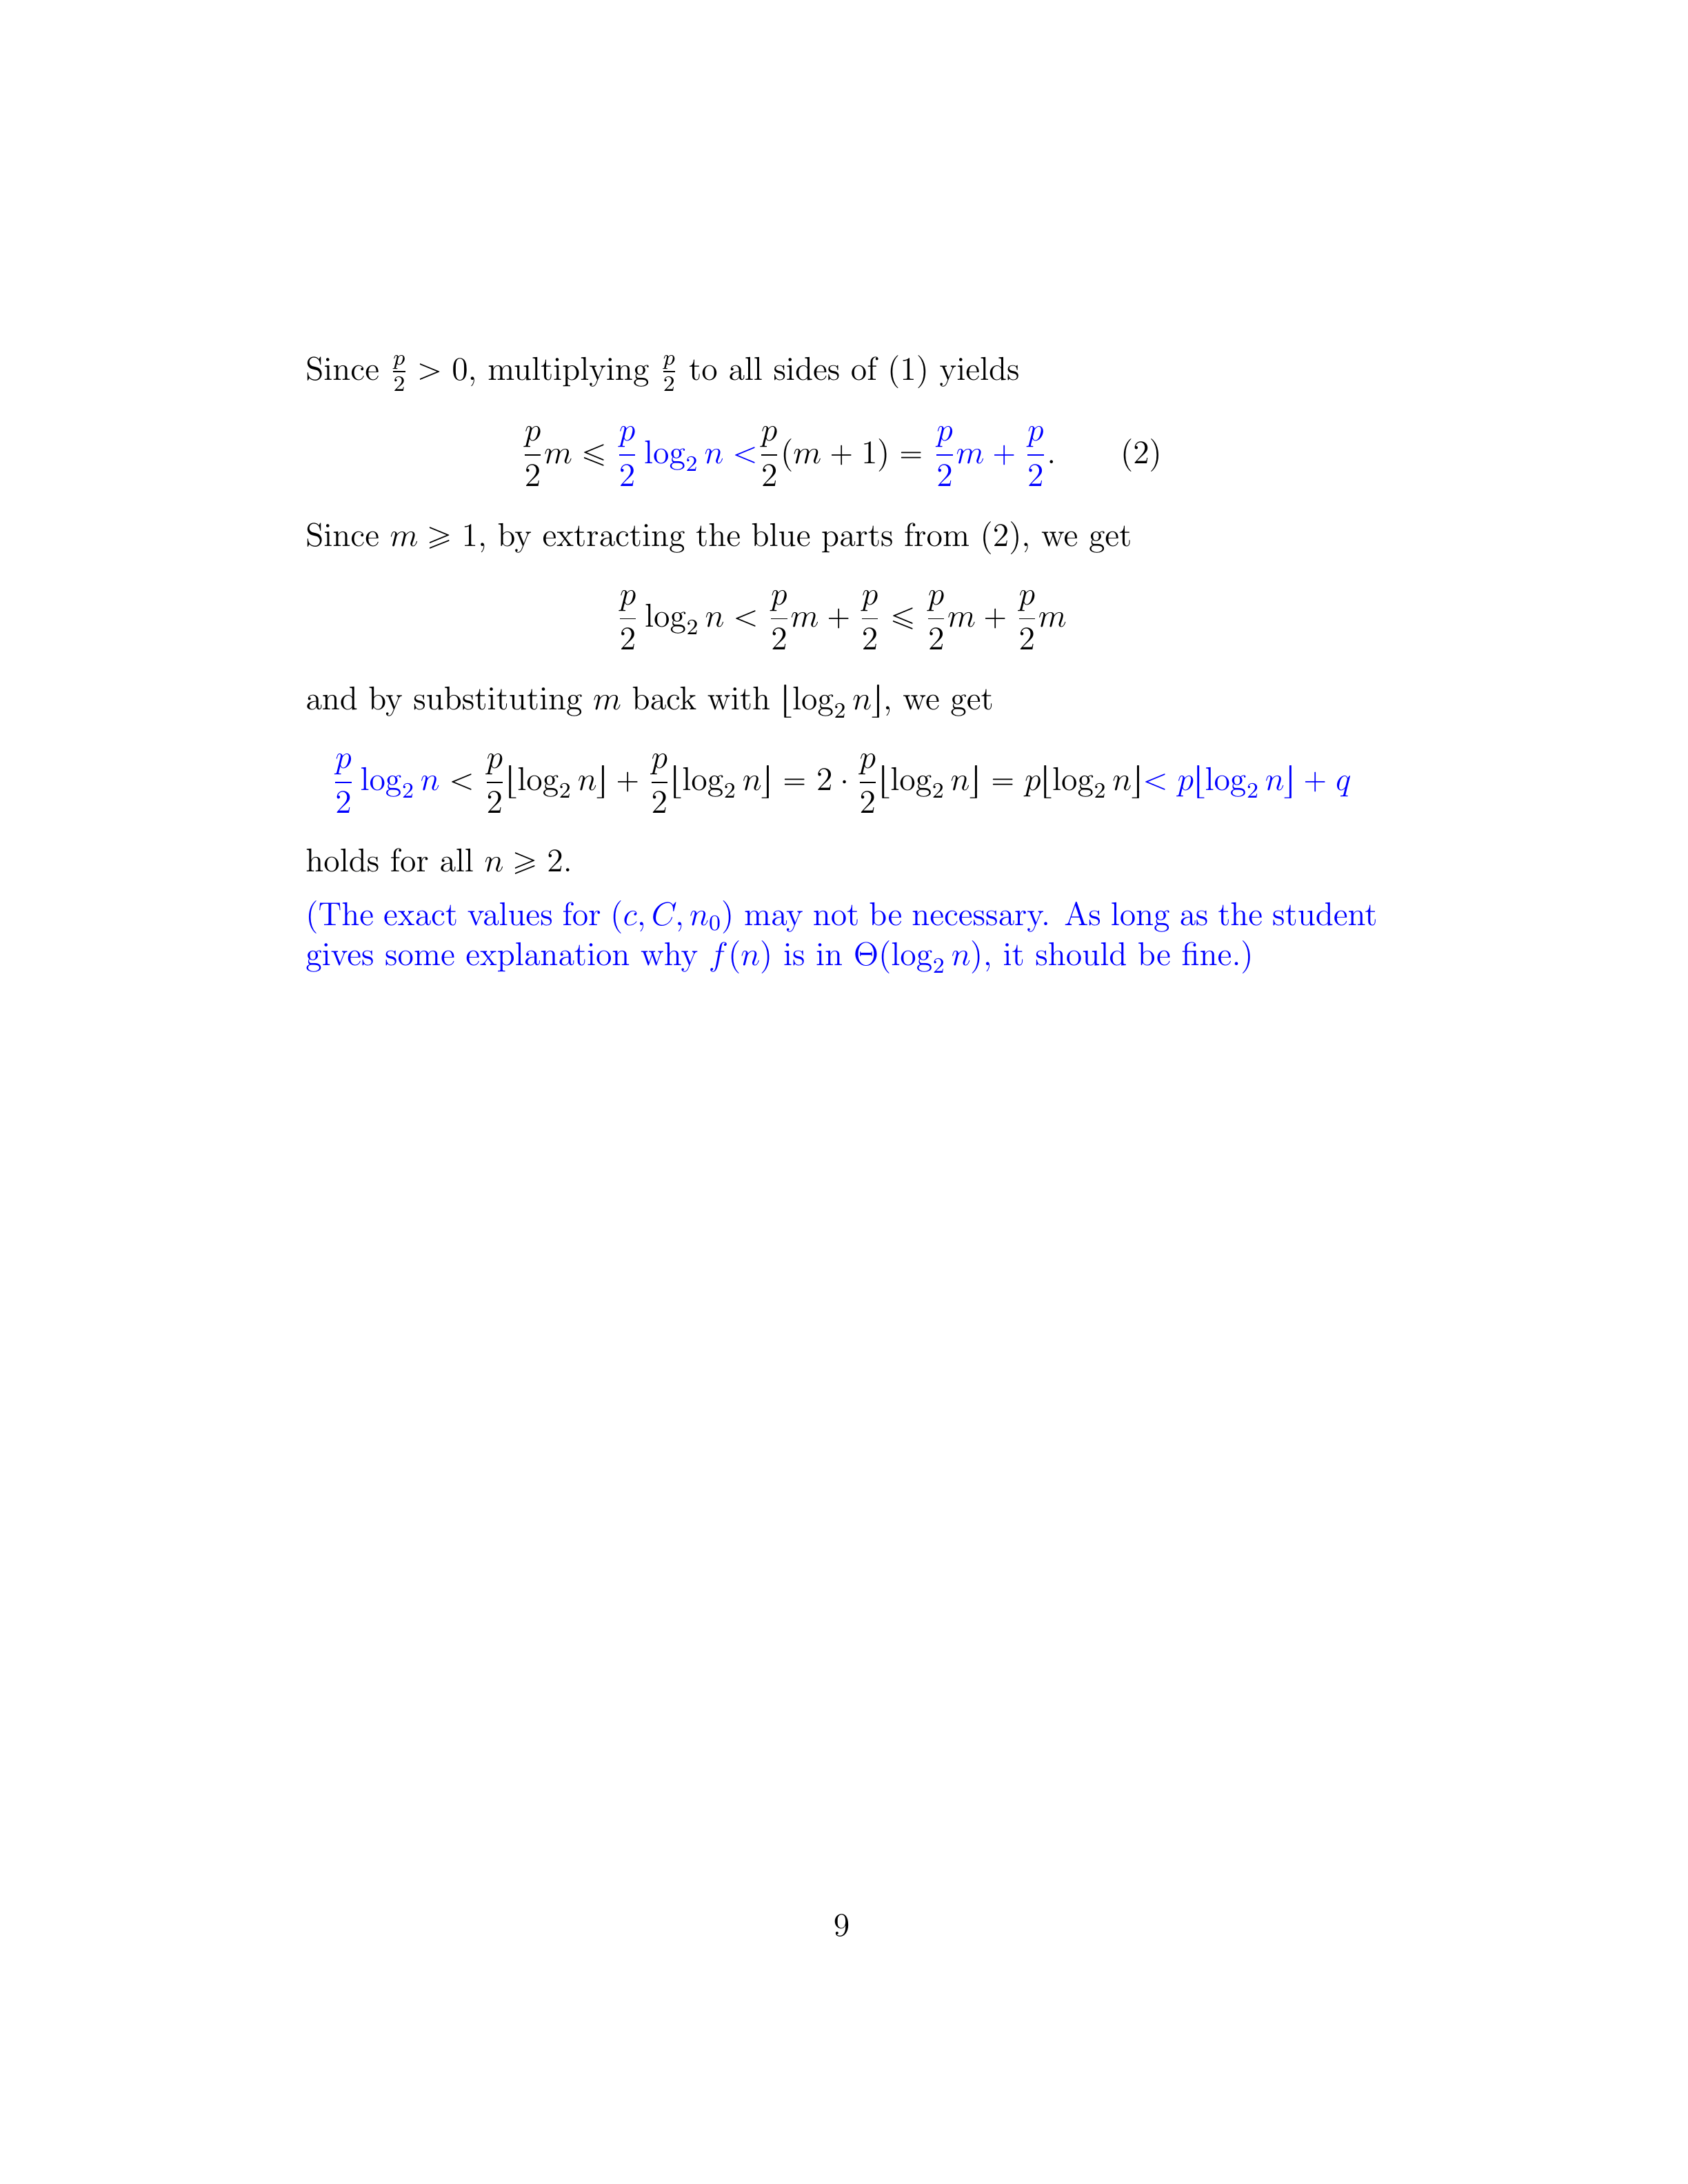 Since $\frac{p}{2} > 0$, multiplying $\frac{p}{2}$ to all sides of (1) yields
$\frac{p}{2}m \leqslant \frac{p}{2}\log_2 n < \frac{p}{2}(m+1) = \frac{p}{2}m + \frac{p}{2}.$ (2)
Since $m \geqslant 1$, by extracting the blue parts from (2), we get
$\frac{p}{2}\log_2 n < \frac{p}{2}m + \frac{p}{2} \leqslant \frac{p}{2}m + \frac{p}{2}m$
and by substituting $m$ back with $\lfloor \log_2 n \rfloor$, we get
$\frac{p}{2}\log_2 n < \frac{p}{2}\lfloor \log_2 n \rfloor + \frac{p}{2}\lfloor \log_2 n \rfloor = 2 \cdot \frac{p}{2}\lfloor \log_2 n \rfloor = p\lfloor \log_2 n \rfloor < p\lfloor \log_2 n \rfloor + q$
holds for all $n \geqslant 2$.
(The exact values for $(c, C, n_0)$ may not be necessary. As long as the student
gives some explanation why $f(n)$ is in $\Theta(\log_2 n)$, it should be fine.)
9